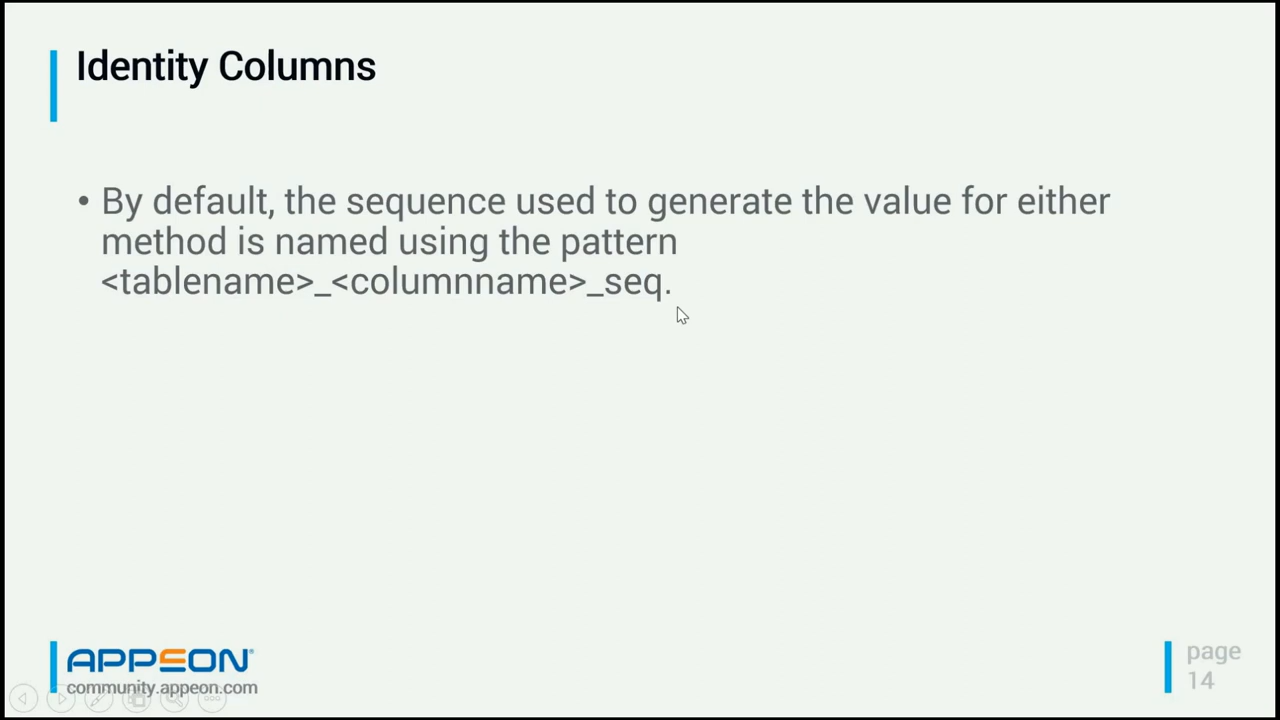 Identity Columns
• By default, the sequence used to generate the value for either
method is named using the pattern
<tablename>_<columnname>_seq.
APPEON®
community.appeon.com
page
14